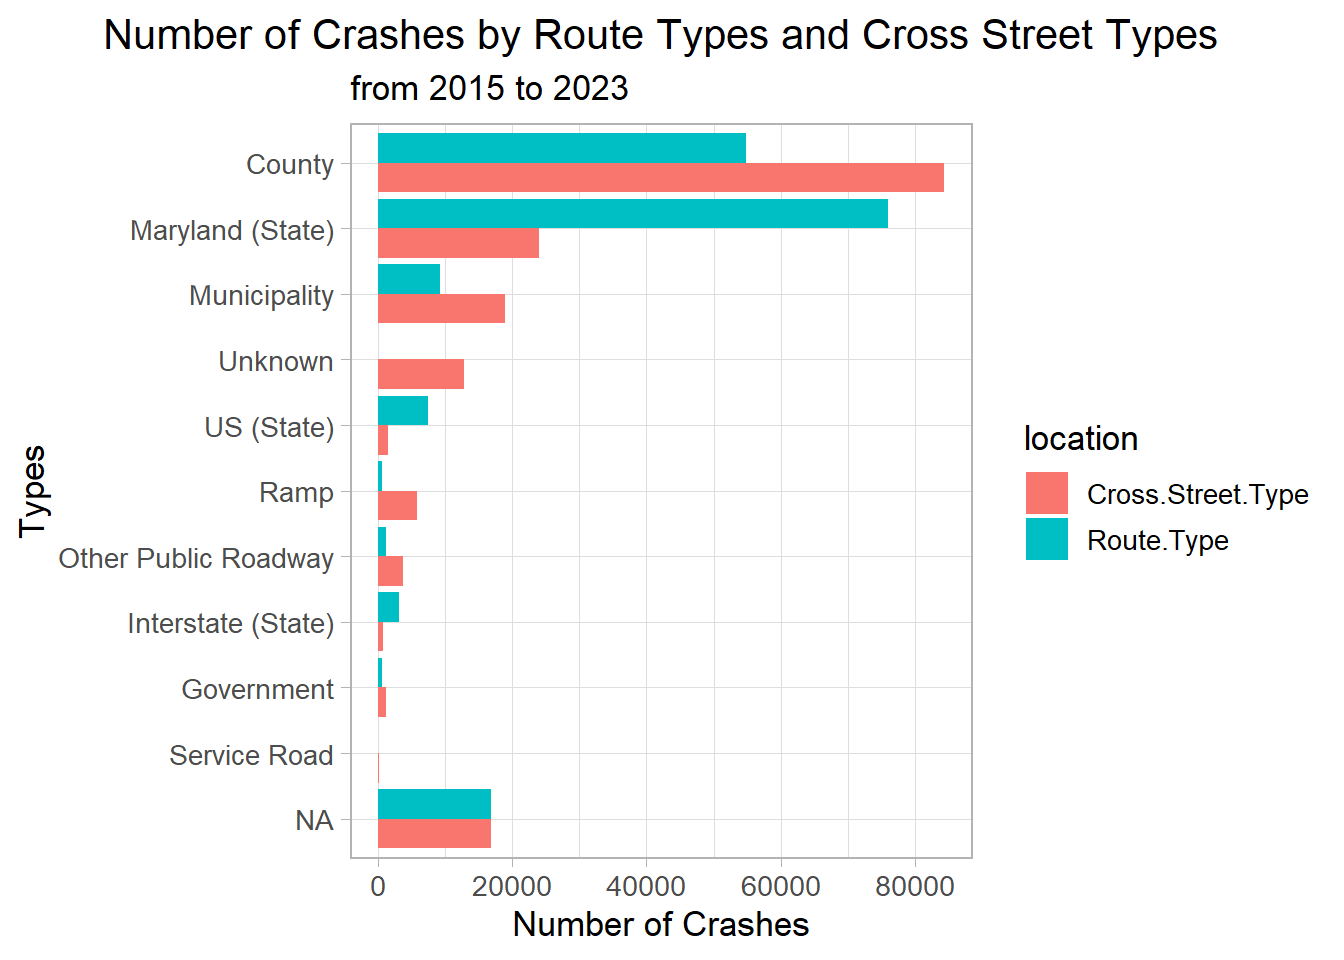 Number of Crashes by Route Types and Cross Street Types
from 2015 to 2023
County
Maryland (State)
Municipality
Unknown
US (State)
Ramp
Other Public Roadway
Interstate (State)
Government
Service Road
NA
Types
0 20000 40000 60000 80000
Number of Crashes
location
Cross.Street.Type
Route.Type